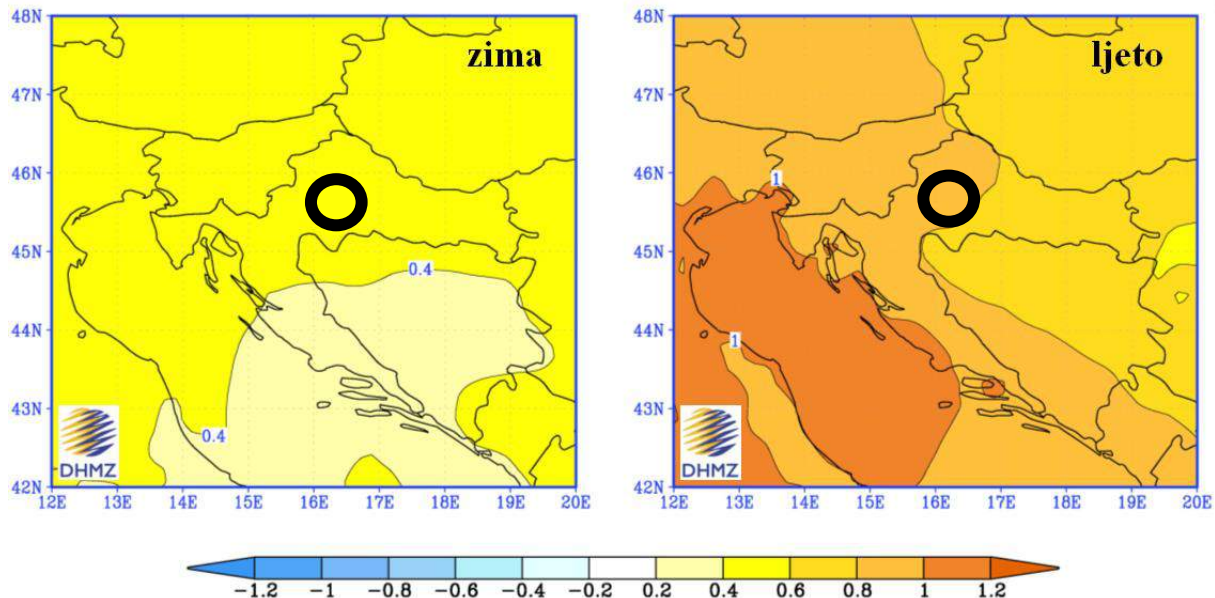 zima
48N
47N
46N
45N
44N
43N
42N
0.4
0.4
DHMZ
12E 13E 14E 15E 16E 17E 18E 19E 20E
ljeto
48N
47N
46N
45N
44N
43N
42N
1
1
DHMZ
12E 13E 14E 15E 16E 17E 18E 19E 20E
-1.2 -1 -0.8 -0.6 -0.4 -0.2 0.2 0.4 0.6 0.8 1 1.2